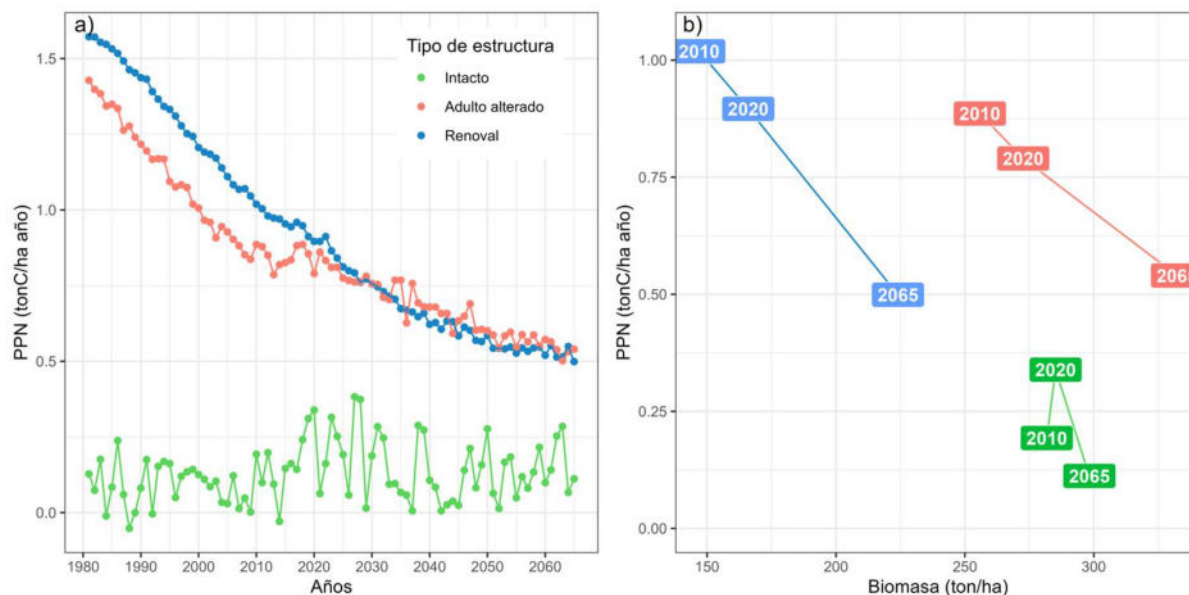 a)
Tipo de estructura
Intacto
Adulto alterado
Renoval
PPN (tonC/ha año)
1.5
1.0
0.5
0.0
1980 1990 2000 2010 2020 2030 2040 2050 2060
Años
b)
PPN (tonC/ha año)
1.00
0.75
0.50
0.25
0.00
2010
2020
2065
2010
2020
206
2020
2010
2065
150 200 250 300
Biomasa (ton/ha)